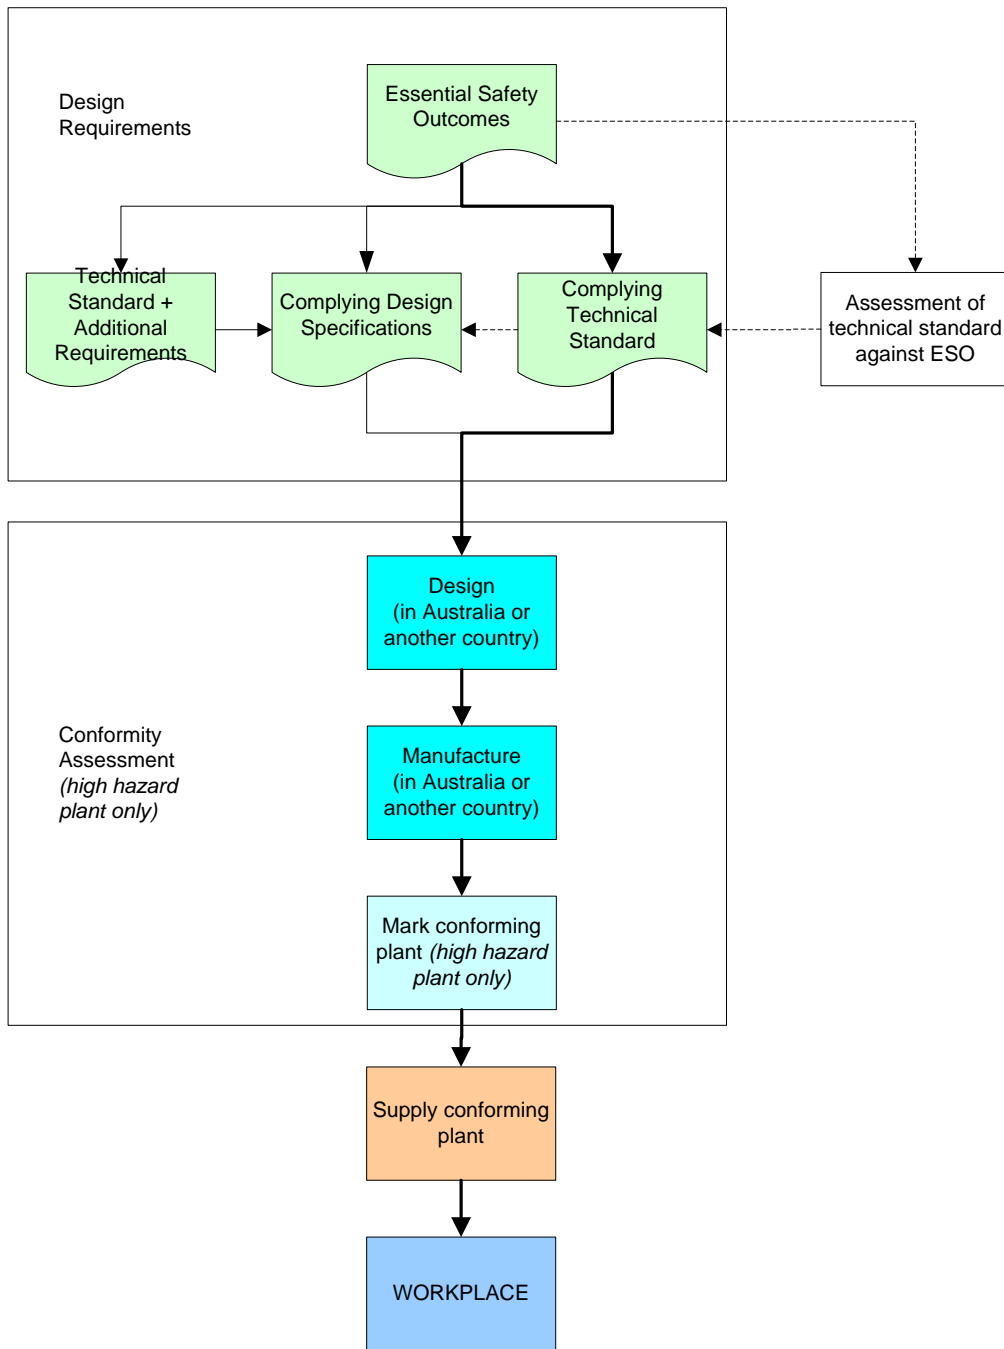 Design
Requirements
Essential Safety
Outcomes
Technical
Standard +
Additional
Requirements
Complying Design
Specifications
Complying
Technical
Standard
Assessment of
technical standard
against ESO
Design
(in Australia or
another country)
Conformity
Assessment
(high hazard
plant only)
Manufacture
(in Australia or
another country)
Mark conforming
plant (high hazard
plant only)
Supply conforming
plant
WORKPLACE